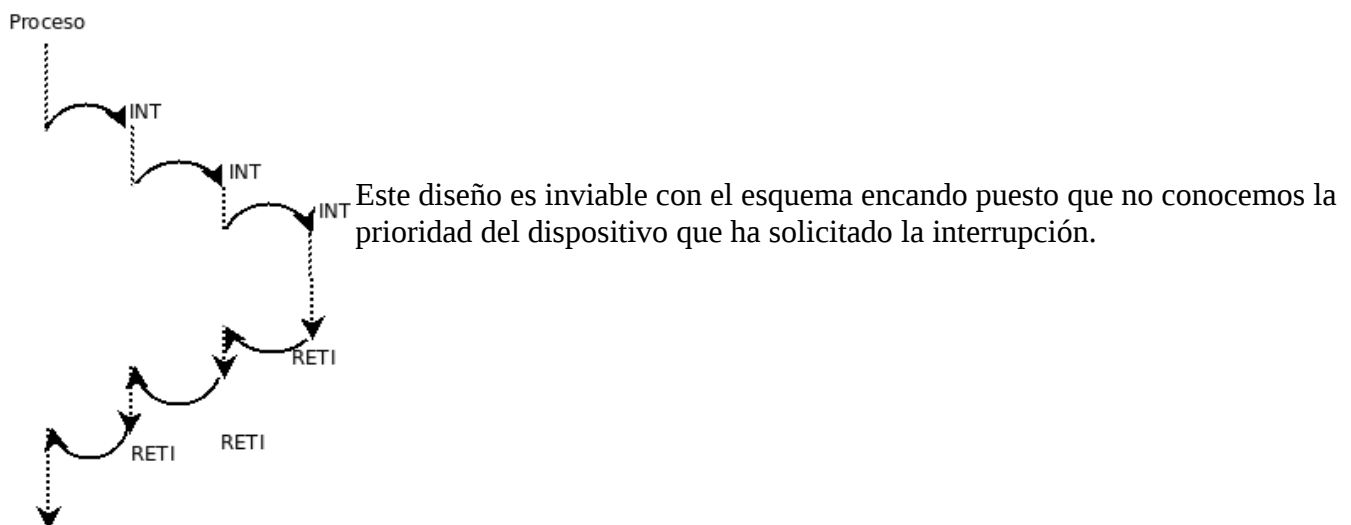 Proceso
INT
INT
INT
Este diseño es inviable con el esquema encando puesto que no conocemos la
prioridad del dispositivo que ha solicitado la interrupción.
RETI
RETI
RETI